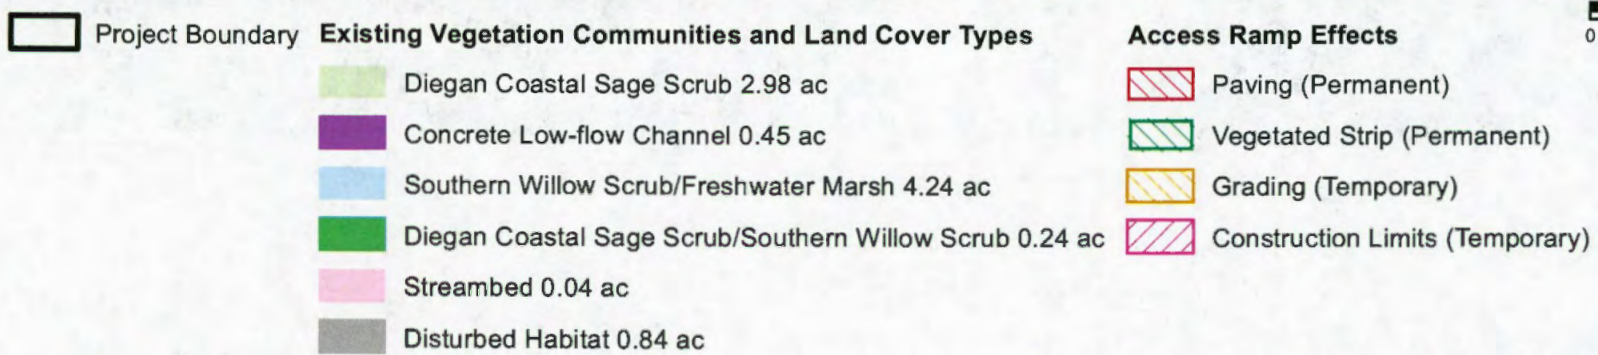 Project Boundary
Existing Vegetation Communities and Land Cover Types
Diegan Coastal Sage Scrub 2.98 ac
Concrete Low-flow Channel 0.45 ac
Southern Willow Scrub/Freshwater Marsh 4.24 ac
Diegan Coastal Sage Scrub/Southern Willow Scrub 0.24 ac
Streambed 0.04 ac
Disturbed Habitat 0.84 ac
Access Ramp Effects
Paving (Permanent)
Vegetated Strip (Permanent)
Grading (Temporary)
Construction Limits (Temporary)
0